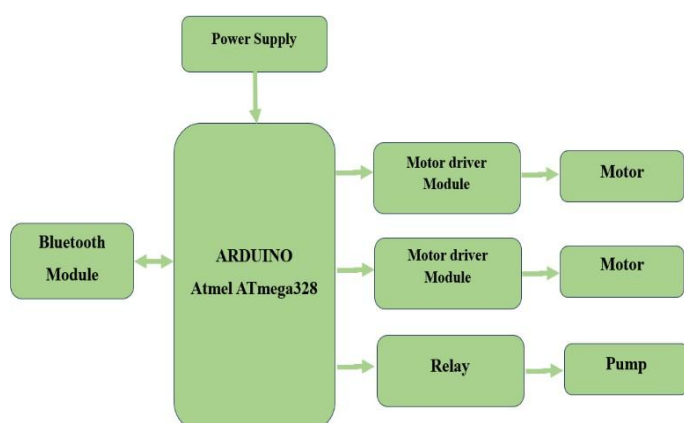 Power Supply
Motor driver
Module
Motor
Bluetooth
Module
ARDUINO
Atmel ATmega328
Motor driver
Module
Motor
Relay
Pump